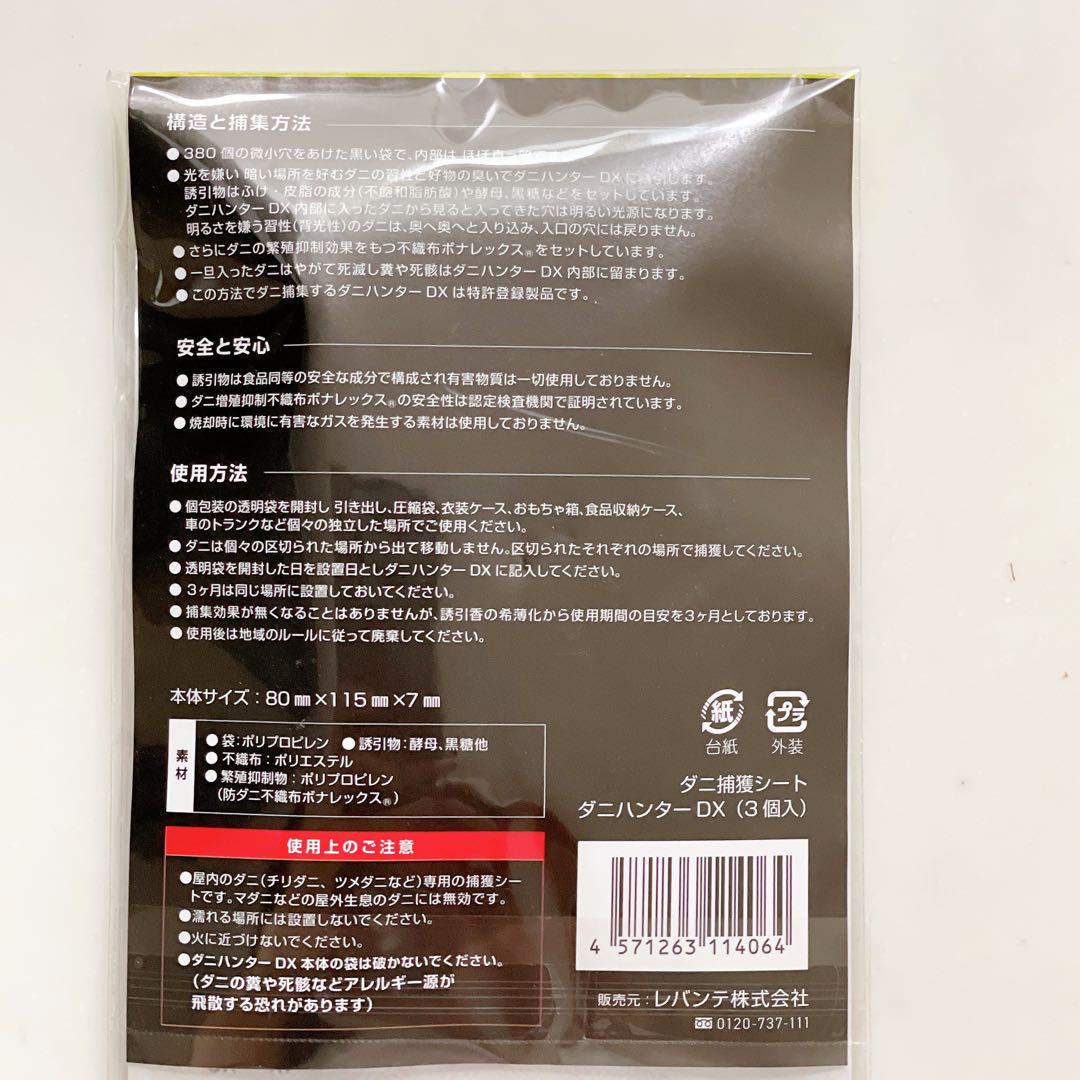 構造と捕集方法
●380個の微小穴をあけた黒い袋で、内部は ほぼ真っ暗です。
●光を嫌い 暗い場所を好むダニの習性と好物の臭いでダニハンターDXに誘引します。
誘引物はふけ・皮脂の成分(不飽和脂肪酸)や酵母、黒糖などをセットしています。
ダニハンターDX 内部に入ったダニから見ると入ってきた穴は明るい光源になります。
明るさを嫌う習性(背光性)のダニは、奥へ奥へと入り込み、入口の穴には戻りません。
●さらにダニの繁殖抑制効果をもつ不織布ボナレックス®をセットしています。
●一旦入ったダニはやがて死滅し糞や死骸はダニハンターDX内部に留まります。
●この方法でダニ捕集するダニハンターDXは特許登録製品です。
安全と安心
●誘引物は食品同等の安全な成分で構成され有害物質は一切使用しておりません。
●ダニ増殖抑制不織布ボナレックス®の安全性は認定検査機関で証明されています。
●焼却時に環境に有害なガスを発生する素材は使用しておりません。
使用方法
●個包装の透明袋を開封し 引き出し、圧縮袋、衣装ケース、おもちゃ箱、食品収納ケース、
車のトランクなど個々の独立した場所でご使用ください。
●ダニは個々の区切られた場所から出て移動しません。区切られたそれぞれの場所で捕獲してください。
●透明袋を開封した日を設置日としダニハンターDXに記入してください。
●3ヶ月は同じ場所に設置しておいてください。
●捕集効果が無くなることはありませんが、誘引香の希薄化から使用期間の目安を3ヶ月としております。
●使用後は地域のルールに従って廃棄してください。
本体サイズ:80㎜×115㎜×7㎜
素材
●袋:ポリプロピレン ●誘引物:酵母、黒糖他
●不織布:ポリエステル
●繁殖抑制物:ポリプロピレン
(防ダニ不織布ボナレックス®)
紙 プラ
台紙 外装
ダニ捕獲シート
ダニハンターDX(3個入)
使用上のご注意
●屋内のダニ(チリダニ、ツメダニなど)専用の捕獲シー
トです。マダニなどの屋外生息のダニには無効です。
●濡れる場所には設置しないでください。
●火に近づけないでください。
●ダニハンターDX本体の袋は破かないでください。
(ダニの糞や死骸などアレルギー源が
飛散する恐れがあります)
4 571263 114064
販売元:レバンテ株式会社
0120-737-111